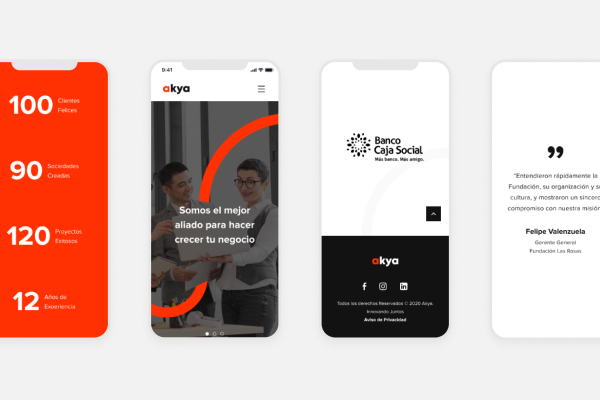 100 Clientes
Felices
90 Sociedades
Creadas
120 Proyectos
Exitosos
12 Años de
Experiencia
9:41
akya
Somos el mejor
aliado para hacer
crecer tu negocio
Banco
Caja Social
Más banco. Más amigo.
akya
Todos los derechos Reservados © 2020 Akya.
Innovando Juntos
Aviso de Privacidad
"Entendieron rápidamente la
Fundación, su organización y s
cultura, y mostraron un sincero
compromiso con nuestra misión
Felipe Valenzuela
Gerente General
Fundación Las Rosas